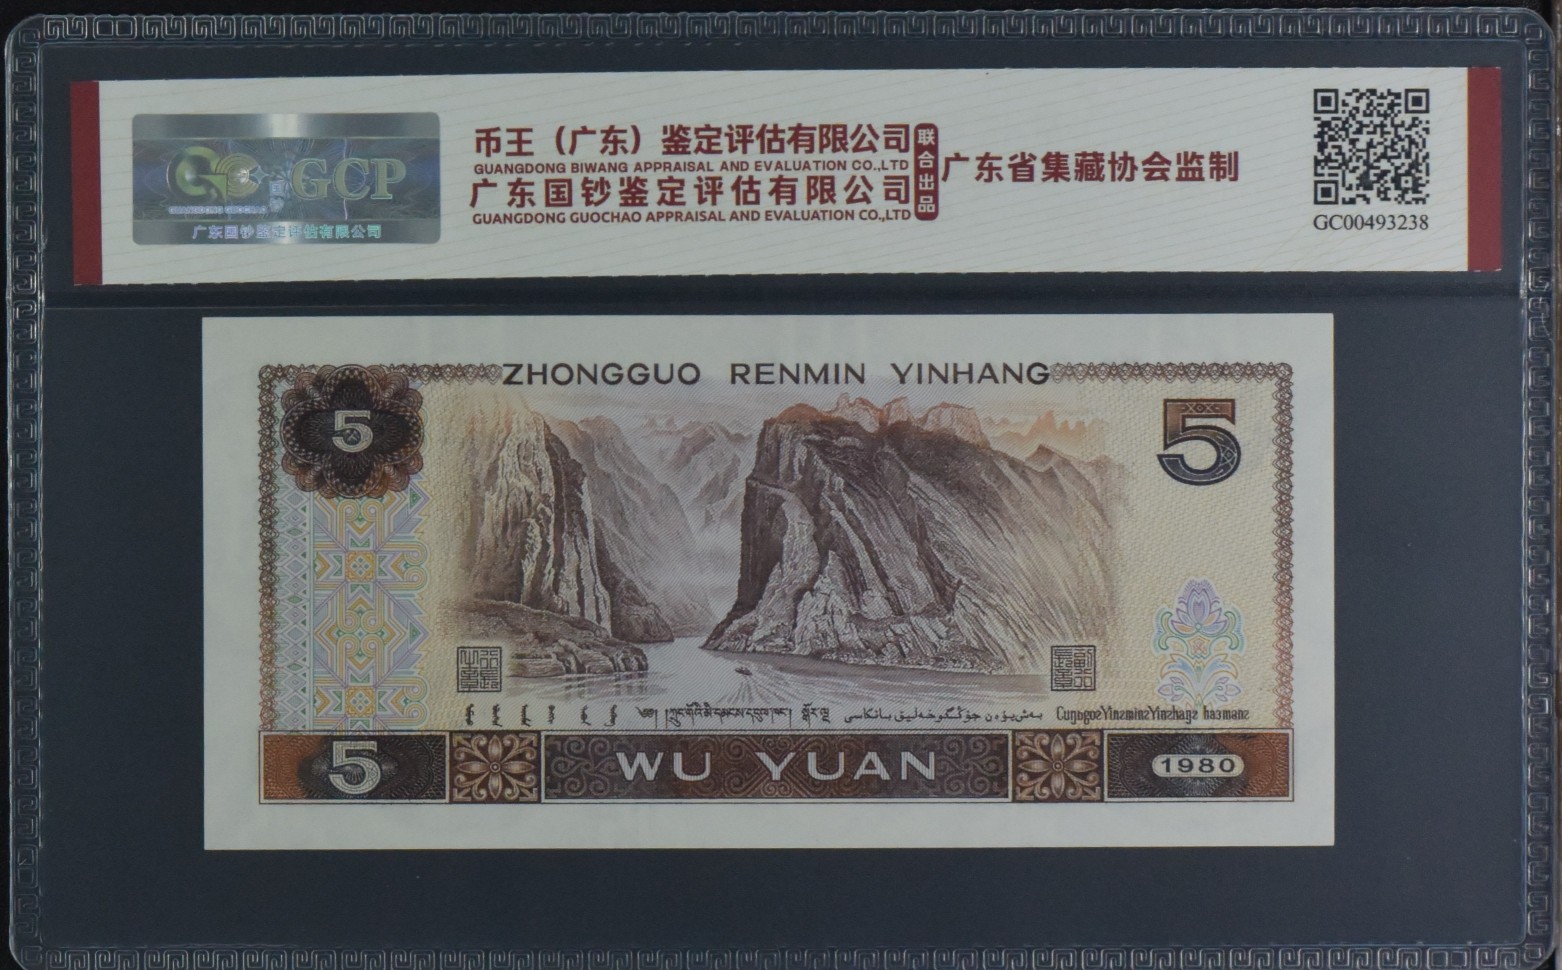 GCP
广东国钞鉴定评估有限公司
币王（广东）鉴定评估有限公司
GUANGDONG BIWANG APPRAISAL AND EVALUATION CO.,LTD
广东国钞鉴定评估有限公司
GUANGDONG GUOCHAO APPRAISAL AND EVALUATION CO.,LTD
联合出品
广东省集藏协会监制
GC00493238
ZHONGGUO RENMIN YINHANG
5
5
5
WU YUAN
1980